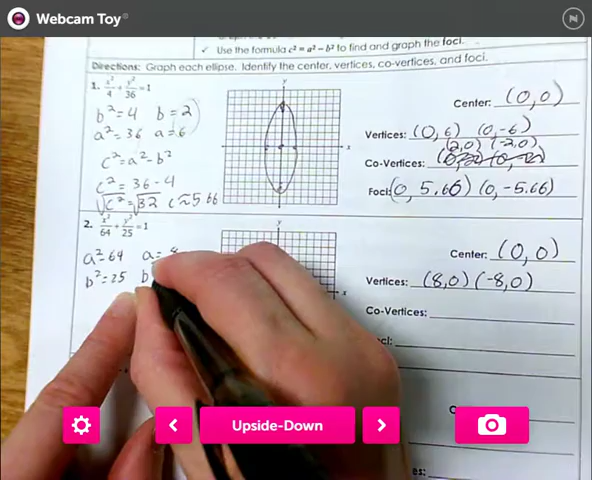 Webcam Toy
✓ Use the formula c² = a² – b² to find and graph the foci.
Directions: Graph each ellipse. Identify the center, vertices, co-vertices, and foci.
1. x²/4 + y²/36 = 1
b² = 4 b = 2
a² = 36 a = 6
c² = a² - b²
c² = 36 - 4
√c² = √32 c ≈ 5.66
y
x
Center: (0,0)
Vertices: (0,6) (0,-6)
(2,0) (-2,0)
Co-Vertices:
Foci: (0, 5.66) (0, -5.66)
2. x²/64 + y²/25 = 1
a² = 64 a = 8
b² = 25 b
y
x
Center: (0,0)
Vertices: (8,0) (-8,0)
Co-Vertices:
Upside-Down